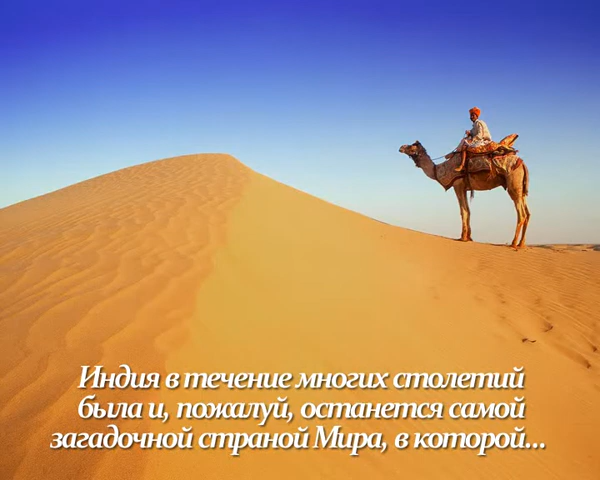 Индия в течение многих столетий
была и, пожалуй, останется самой
загадочной страной Мира, в которой...